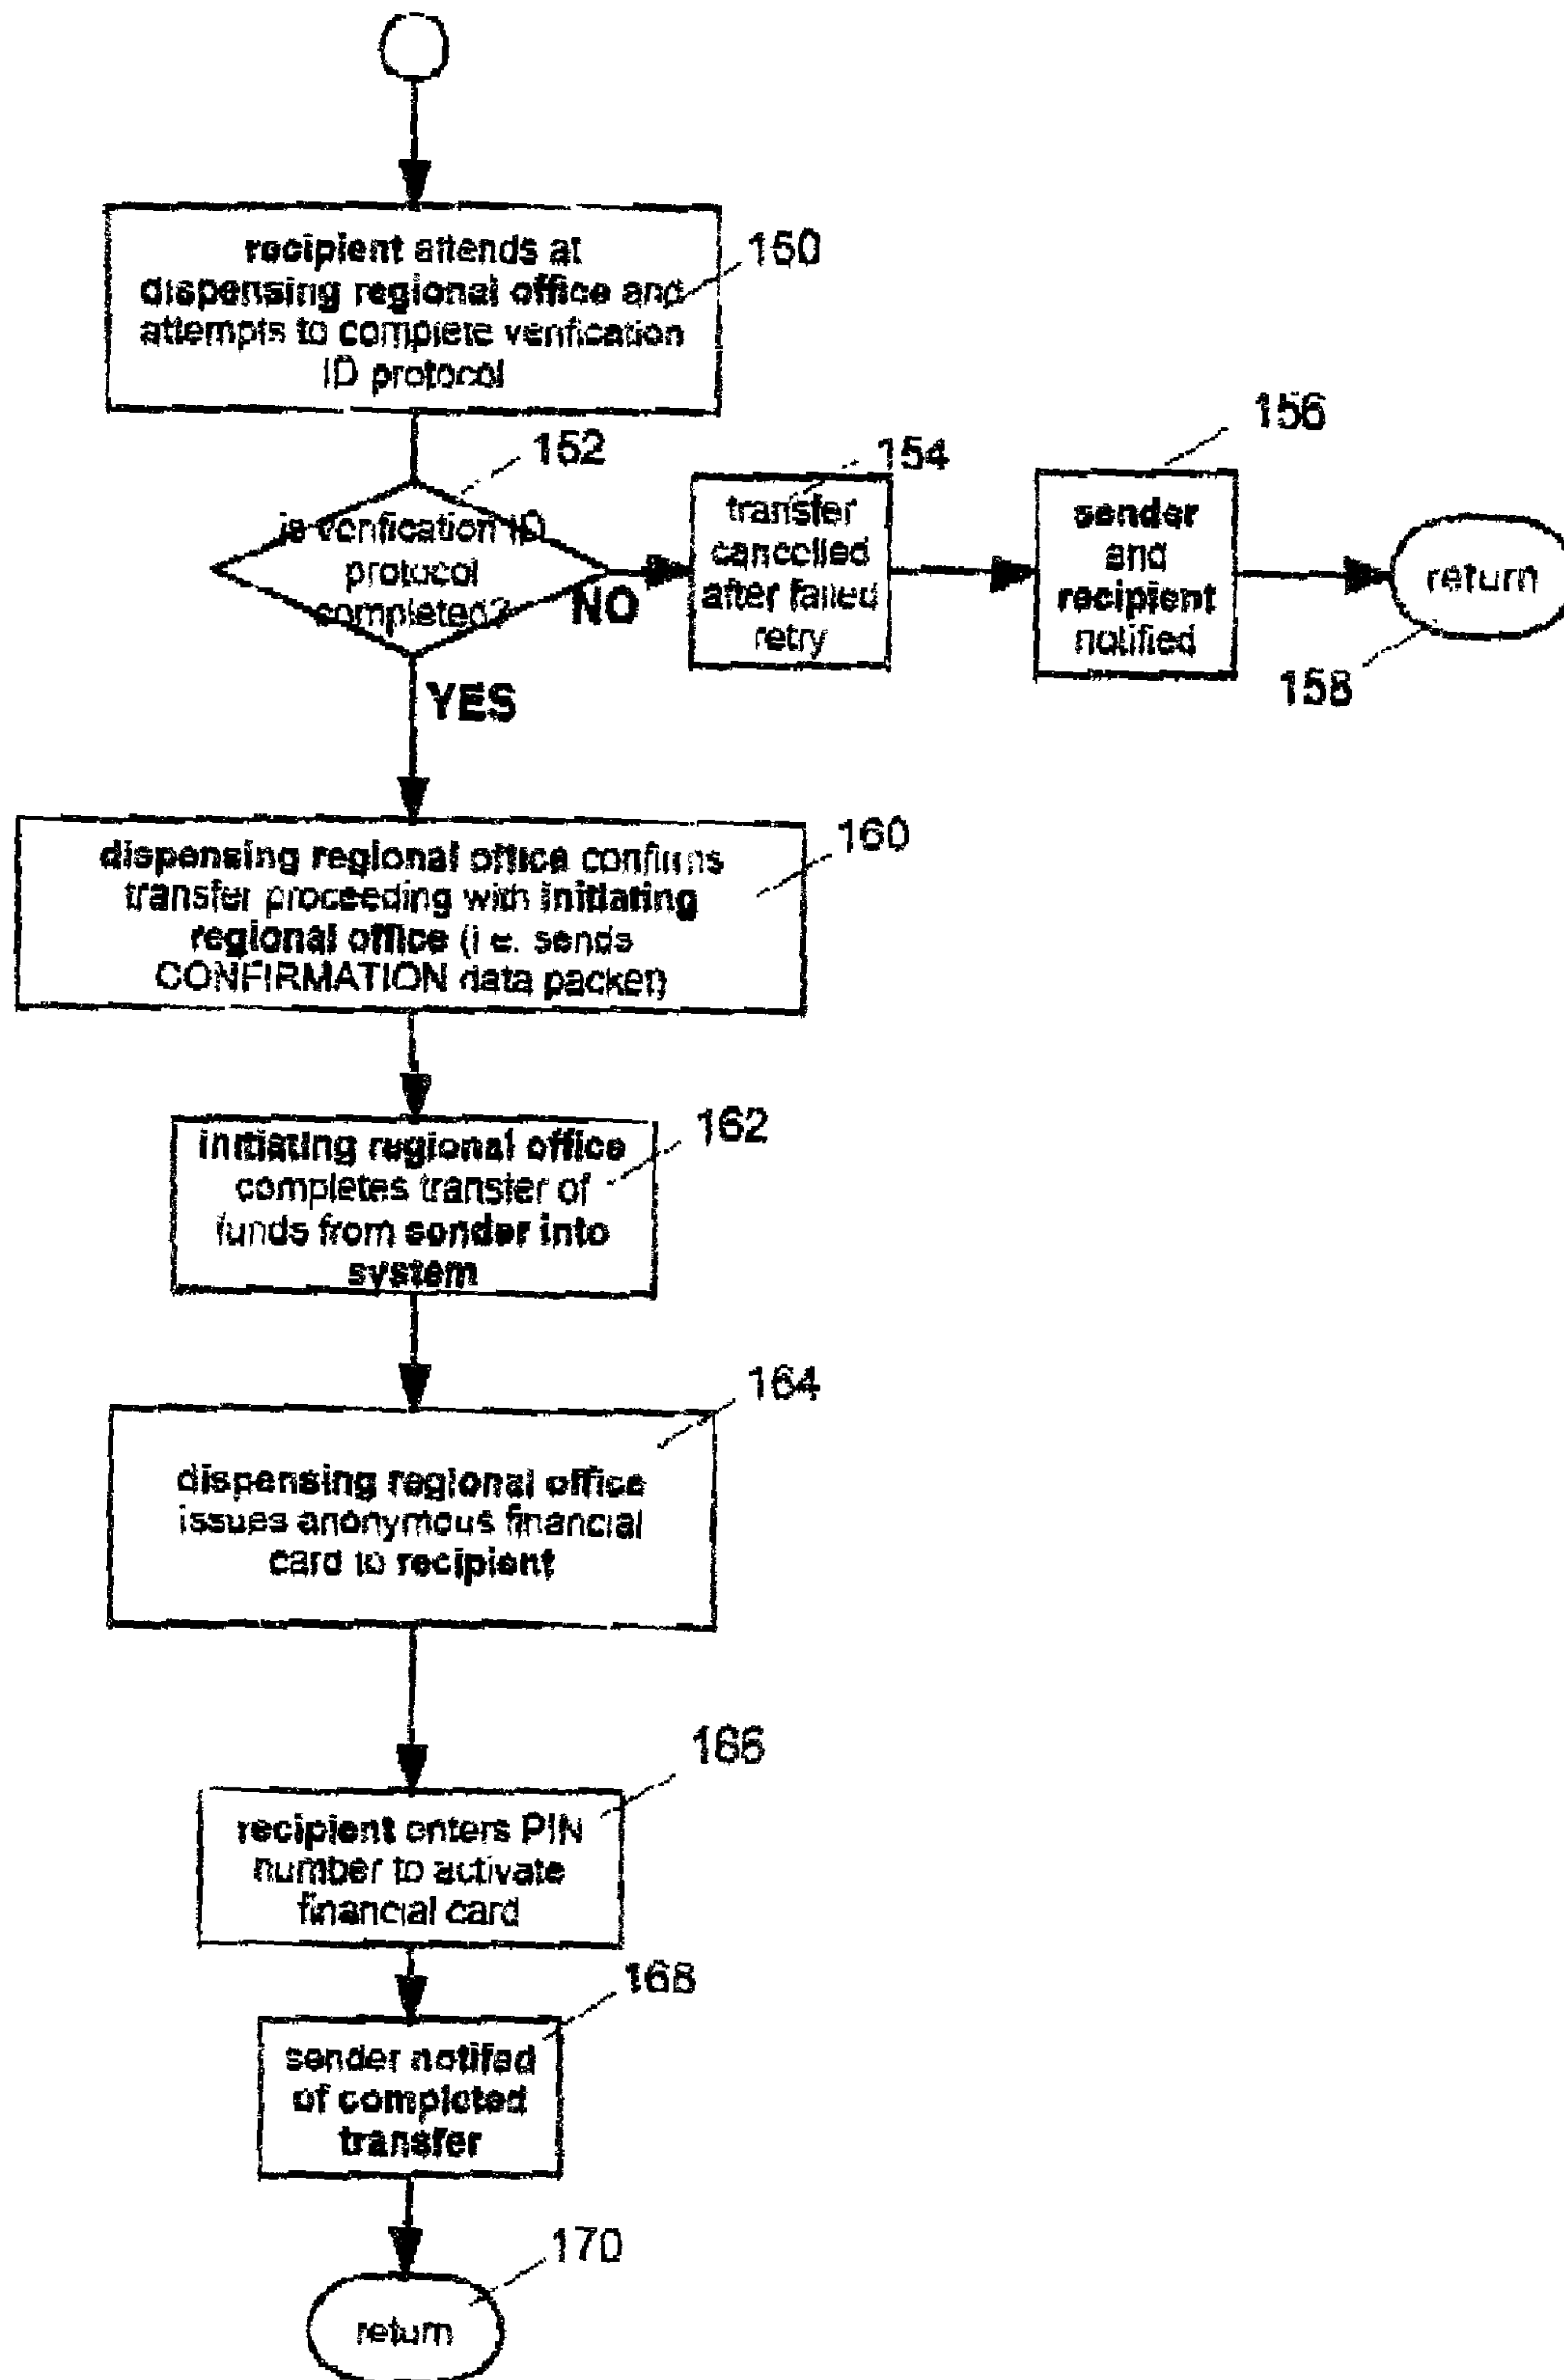 recipient attends at
dispensing regional office and
attempts to complete verfication
ID protocol
150
152
is verfication ID
protocol
completed?
NO
YES
154
transfer
cancelled
after failed
retry
156
sender
and
recipient
notified
return
158
dispensing regional office confirms
transfer proceeding with initiating
regional office (i e. sends
CONFIRMATION data packet)
160
initiating regional office
completes transfer of
funds from sender into
system
162
164
dispensing regional office
issues anonymous financial
card to recipient
166
recipient enters PIN
number to activate
financial card
168
sender notifed
of completed
transfer
170
return